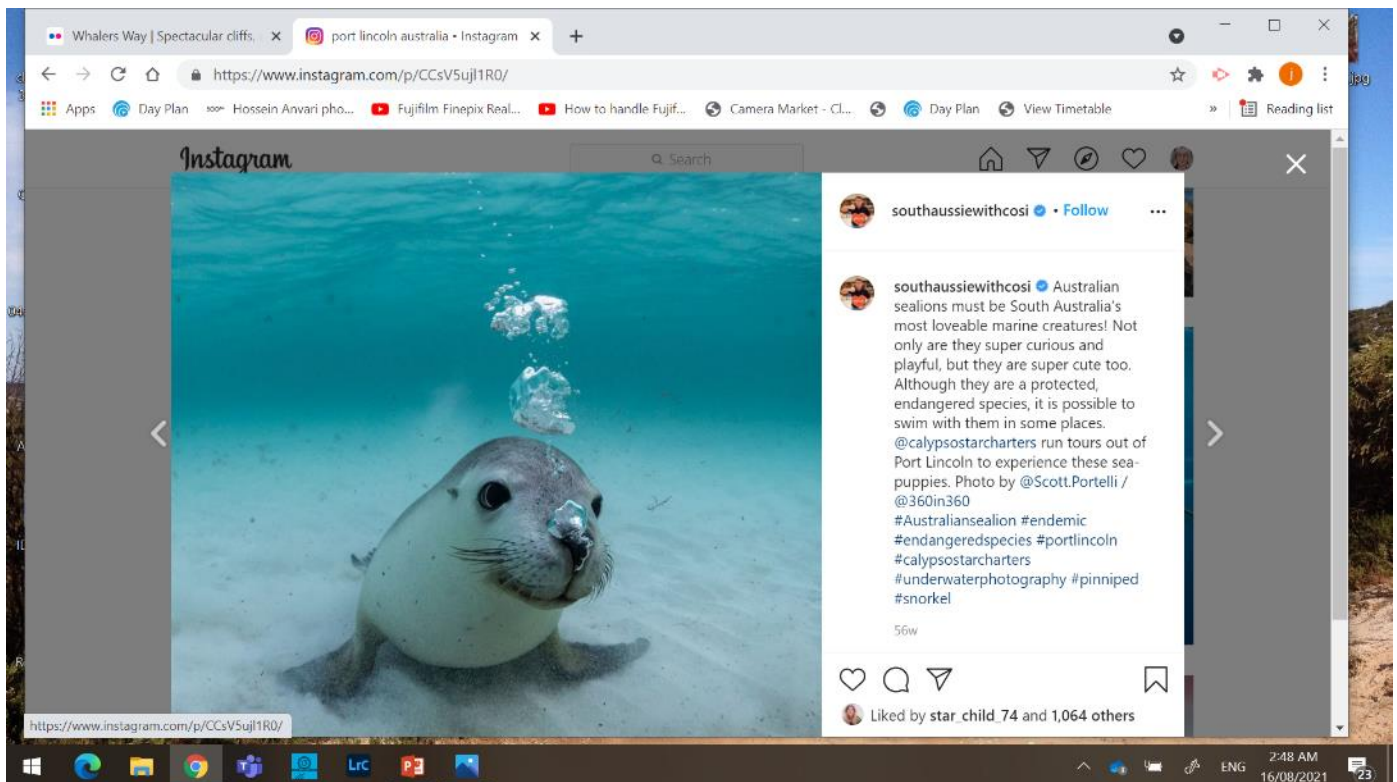 Whalers Way | Spectacular cliffs,
port lincoln australia • Instagram
https://www.instagram.com/p/CCsV5ujl1R0/
Apps
Day Plan
Hossein Anvari pho...
Fujifilm Finepix Real...
How to handle Fujif...
Camera Market - Cl...
Day Plan
View Timetable
»
Reading list
Instagram
Search
southaussiewithcosi • Follow
southaussiewithcosi Australian
sealions must be South Australia's
most loveable marine creatures! Not
only are they super curious and
playful, but they are super cute too.
Although they are a protected,
endangered species, it is possible to
swim with them in some places.
@calypsostarcharters run tours out of
Port Lincoln to experience these sea-
puppies. Photo by @Scott.Portelli /
@360in360
#Australiansealion #endemic
#endangeredspecies #portlincoln
#calypsostarcharters
#underwaterphotography #pinniped
#snorkel
56w
Liked by star_child_74 and 1,064 others
https://www.instagram.com/p/CCsV5ujl1R0/
LrC
ENG
2:48 AM
16/08/2021
23